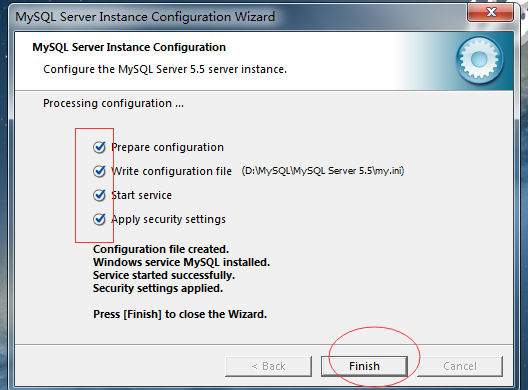 MySQL Server Instance Configuration Wizard
MySQL Server Instance Configuration
Configure the MySQL Server 5.5 server instance.
Processing configuration ...
Prepare configuration
Write configuration file (D:\MySQL\MySQL Server 5.5\my.ini)
Start service
Apply security settings
Configuration file created.
Windows service MySQL installed.
Service started successfully.
Security settings applied.
Press [Finish] to close the Wizard.
< Back Finish Cancel